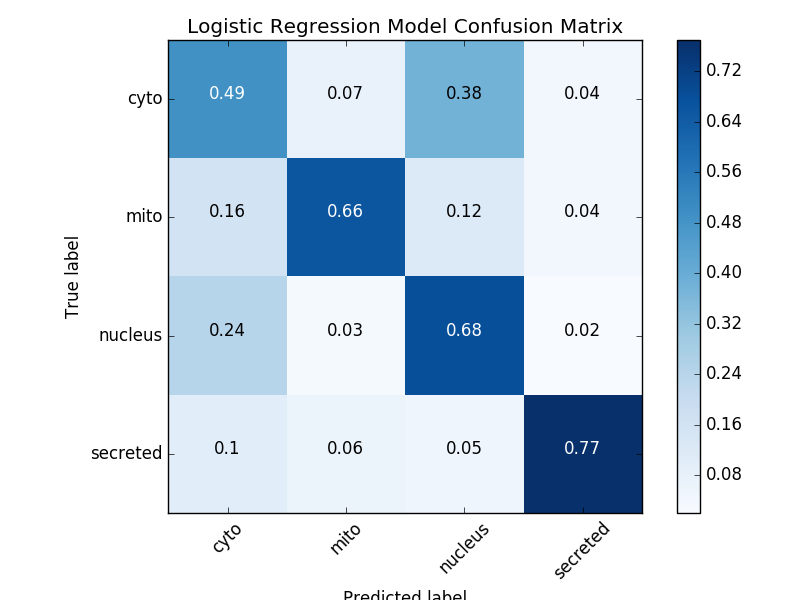 Logistic Regression Model Confusion Matrix
cyto 0.49 0.07 0.38 0.04
mito 0.16 0.66 0.12 0.04
nucleus 0.24 0.03 0.68 0.02
secreted 0.1 0.06 0.05 0.77
cyto mito nucleus secreted
True label
Predicted label
0.72
0.64
0.56
0.48
0.40
0.32
0.24
0.16
0.08